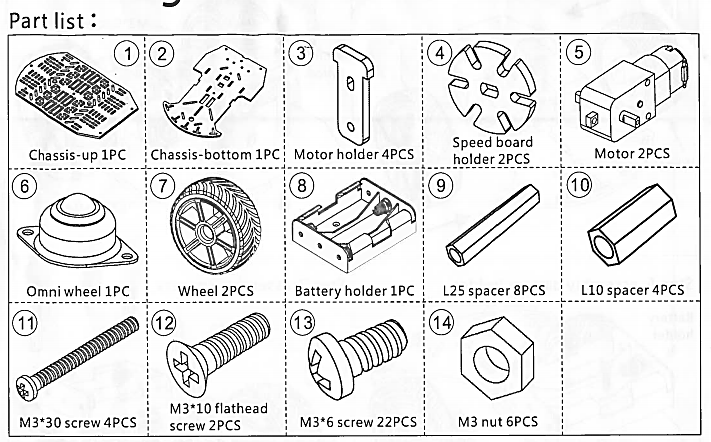 Part list：
① ② ③ ④ ⑤
Chassis-up 1PC Chassis-bottom 1PC Motor holder 4PCS Speed board
holder 2PCS Motor 2PCS
⑥ ⑦ ⑧ ⑨ ⑩
Omni wheel 1PC Wheel 2PCS Battery holder 1PC L25 spacer 8PCS L10 spacer 4PCS
⑪ ⑫ ⑬ ⑭
M3*30 screw 4PCS M3*10 flathead
screw 2PCS M3*6 screw 22PCS M3 nut 6PCS